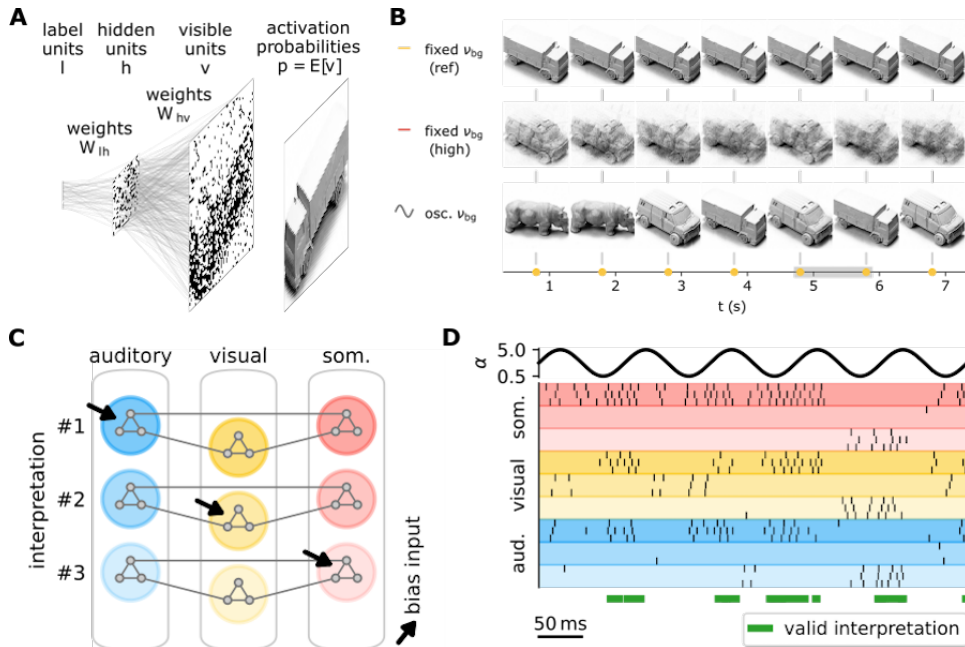 A
label units l
hidden units h
visible units v
activation probabilities p = E[v]
weights W_hv
weights W_lh
B
fixed ν_bg (ref)
fixed ν_bg (high)
osc. ν_bg
1 2 3 4 5 6 7
t (s)
C
auditory visual som.
#1
#2
#3
interpretation
bias input
D
α
5.0
0.5
som.
visual
aud.
50 ms
valid interpretation